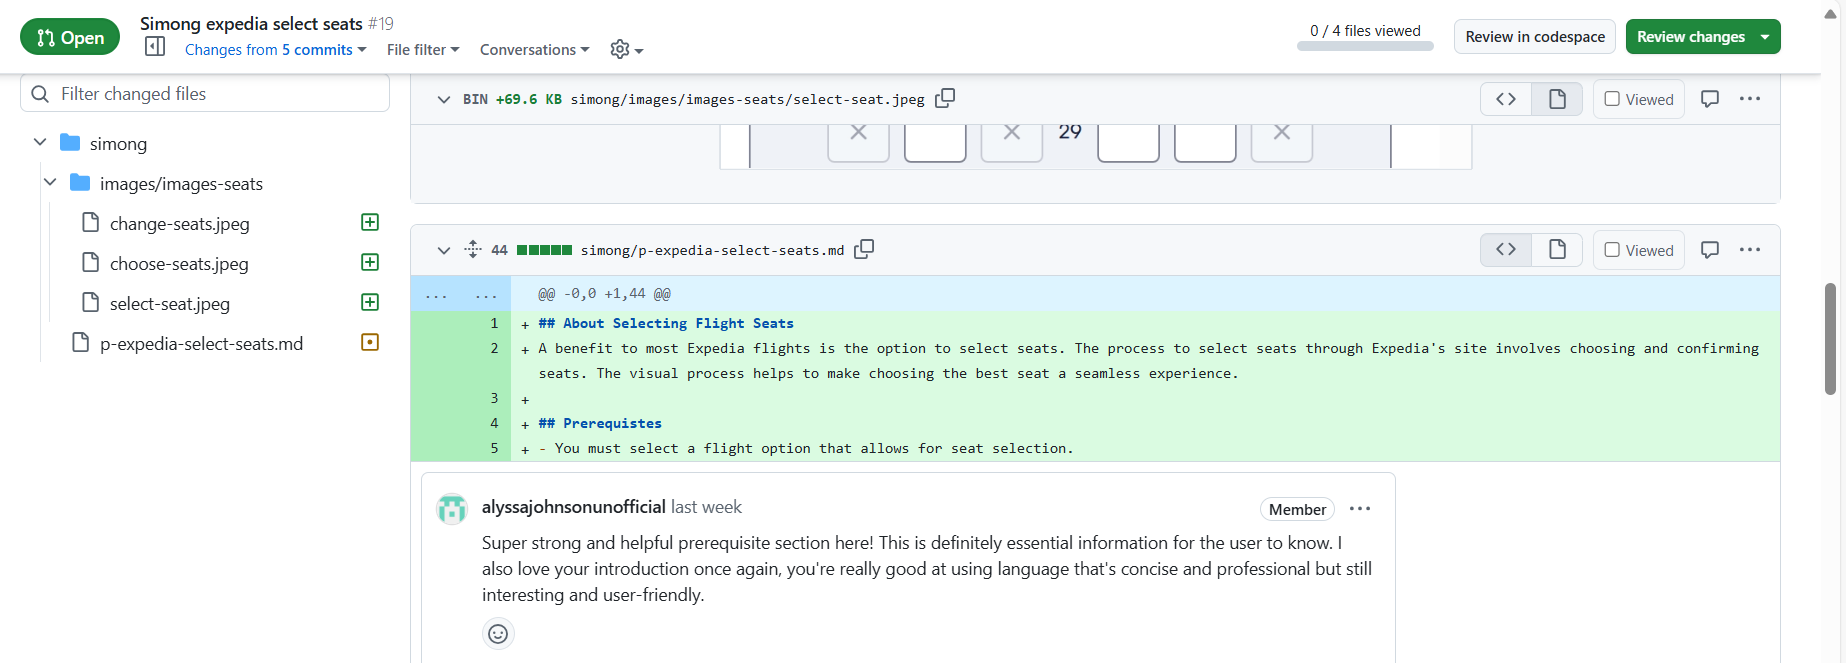 Open
Simong expedia select seats #19
Changes from 5 commits
File filter
Conversations
0 / 4 files viewed
Review in codespace
Review changes
Filter changed files
simong
images/images-seats
change-seats.jpeg
choose-seats.jpeg
select-seat.jpeg
p-expedia-select-seats.md
BIN +69.6 KB simong/images/images-seats/select-seat.jpeg
Viewed
29
44 simong/p-expedia-select-seats.md
Viewed
... ... @@ -0,0 +1,44 @@
1 + ## About Selecting Flight Seats
2 + A benefit to most Expedia flights is the option to select seats. The process to select seats through Expedia's site involves choosing and confirming
seats. The visual process helps to make choosing the best seat a seamless experience.
3 +
4 + ## Prerequistes
5 + - You must select a flight option that allows for seat selection.
alyssajohnsonunofficial last week
Member
Super strong and helpful prerequisite section here! This is definitely essential information for the user to know. I
also love your introduction once again, you're really good at using language that's concise and professional but still
interesting and user-friendly.